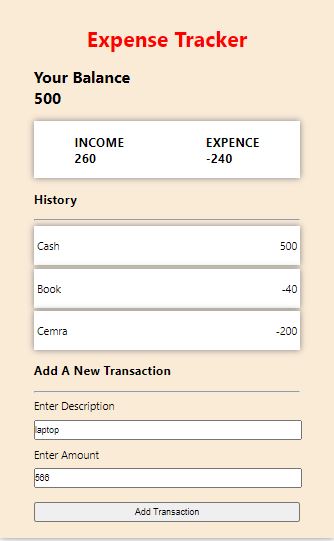 Expense Tracker
Your Balance
500
INCOME EXPENCE
260 -240
History
Cash 500
Book -40
Cemra -200
Add A New Transaction
Enter Description
laptop
Enter Amount
566
Add Transaction